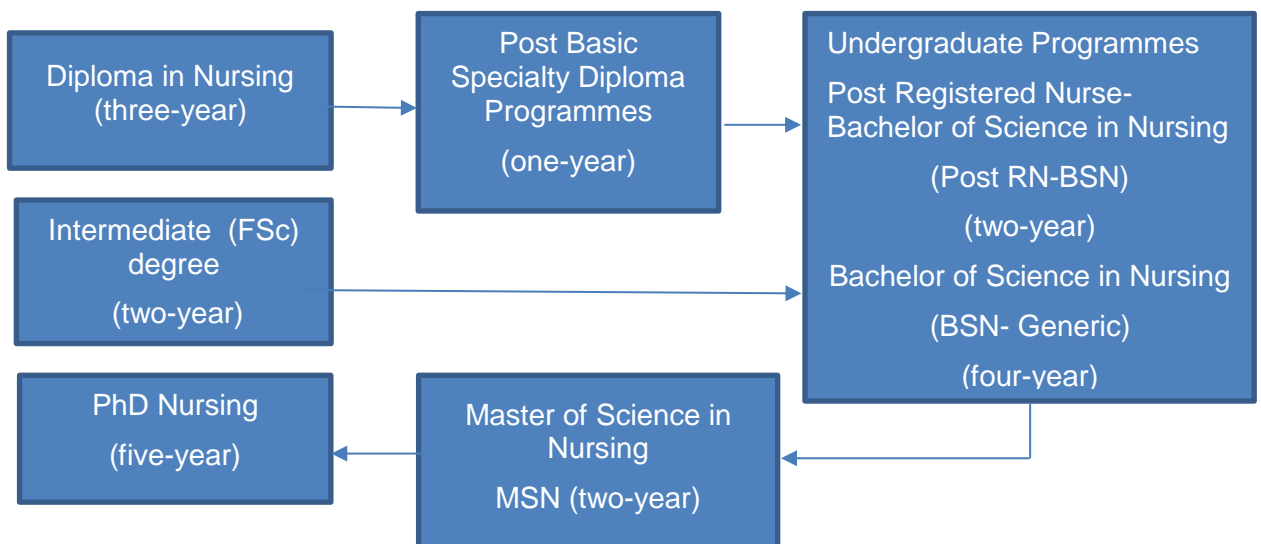 Diploma in Nursing
(three-year)
Post Basic
Specialty Diploma
Programmes
(one-year)
Undergraduate Programmes
Post Registered Nurse-
Bachelor of Science in Nursing
(Post RN-BSN)
(two-year)
Bachelor of Science in Nursing
(BSN- Generic)
(four-year)
Intermediate  (FSc)
degree
(two-year)
PhD Nursing
(five-year)
Master of Science in
Nursing
MSN (two-year)